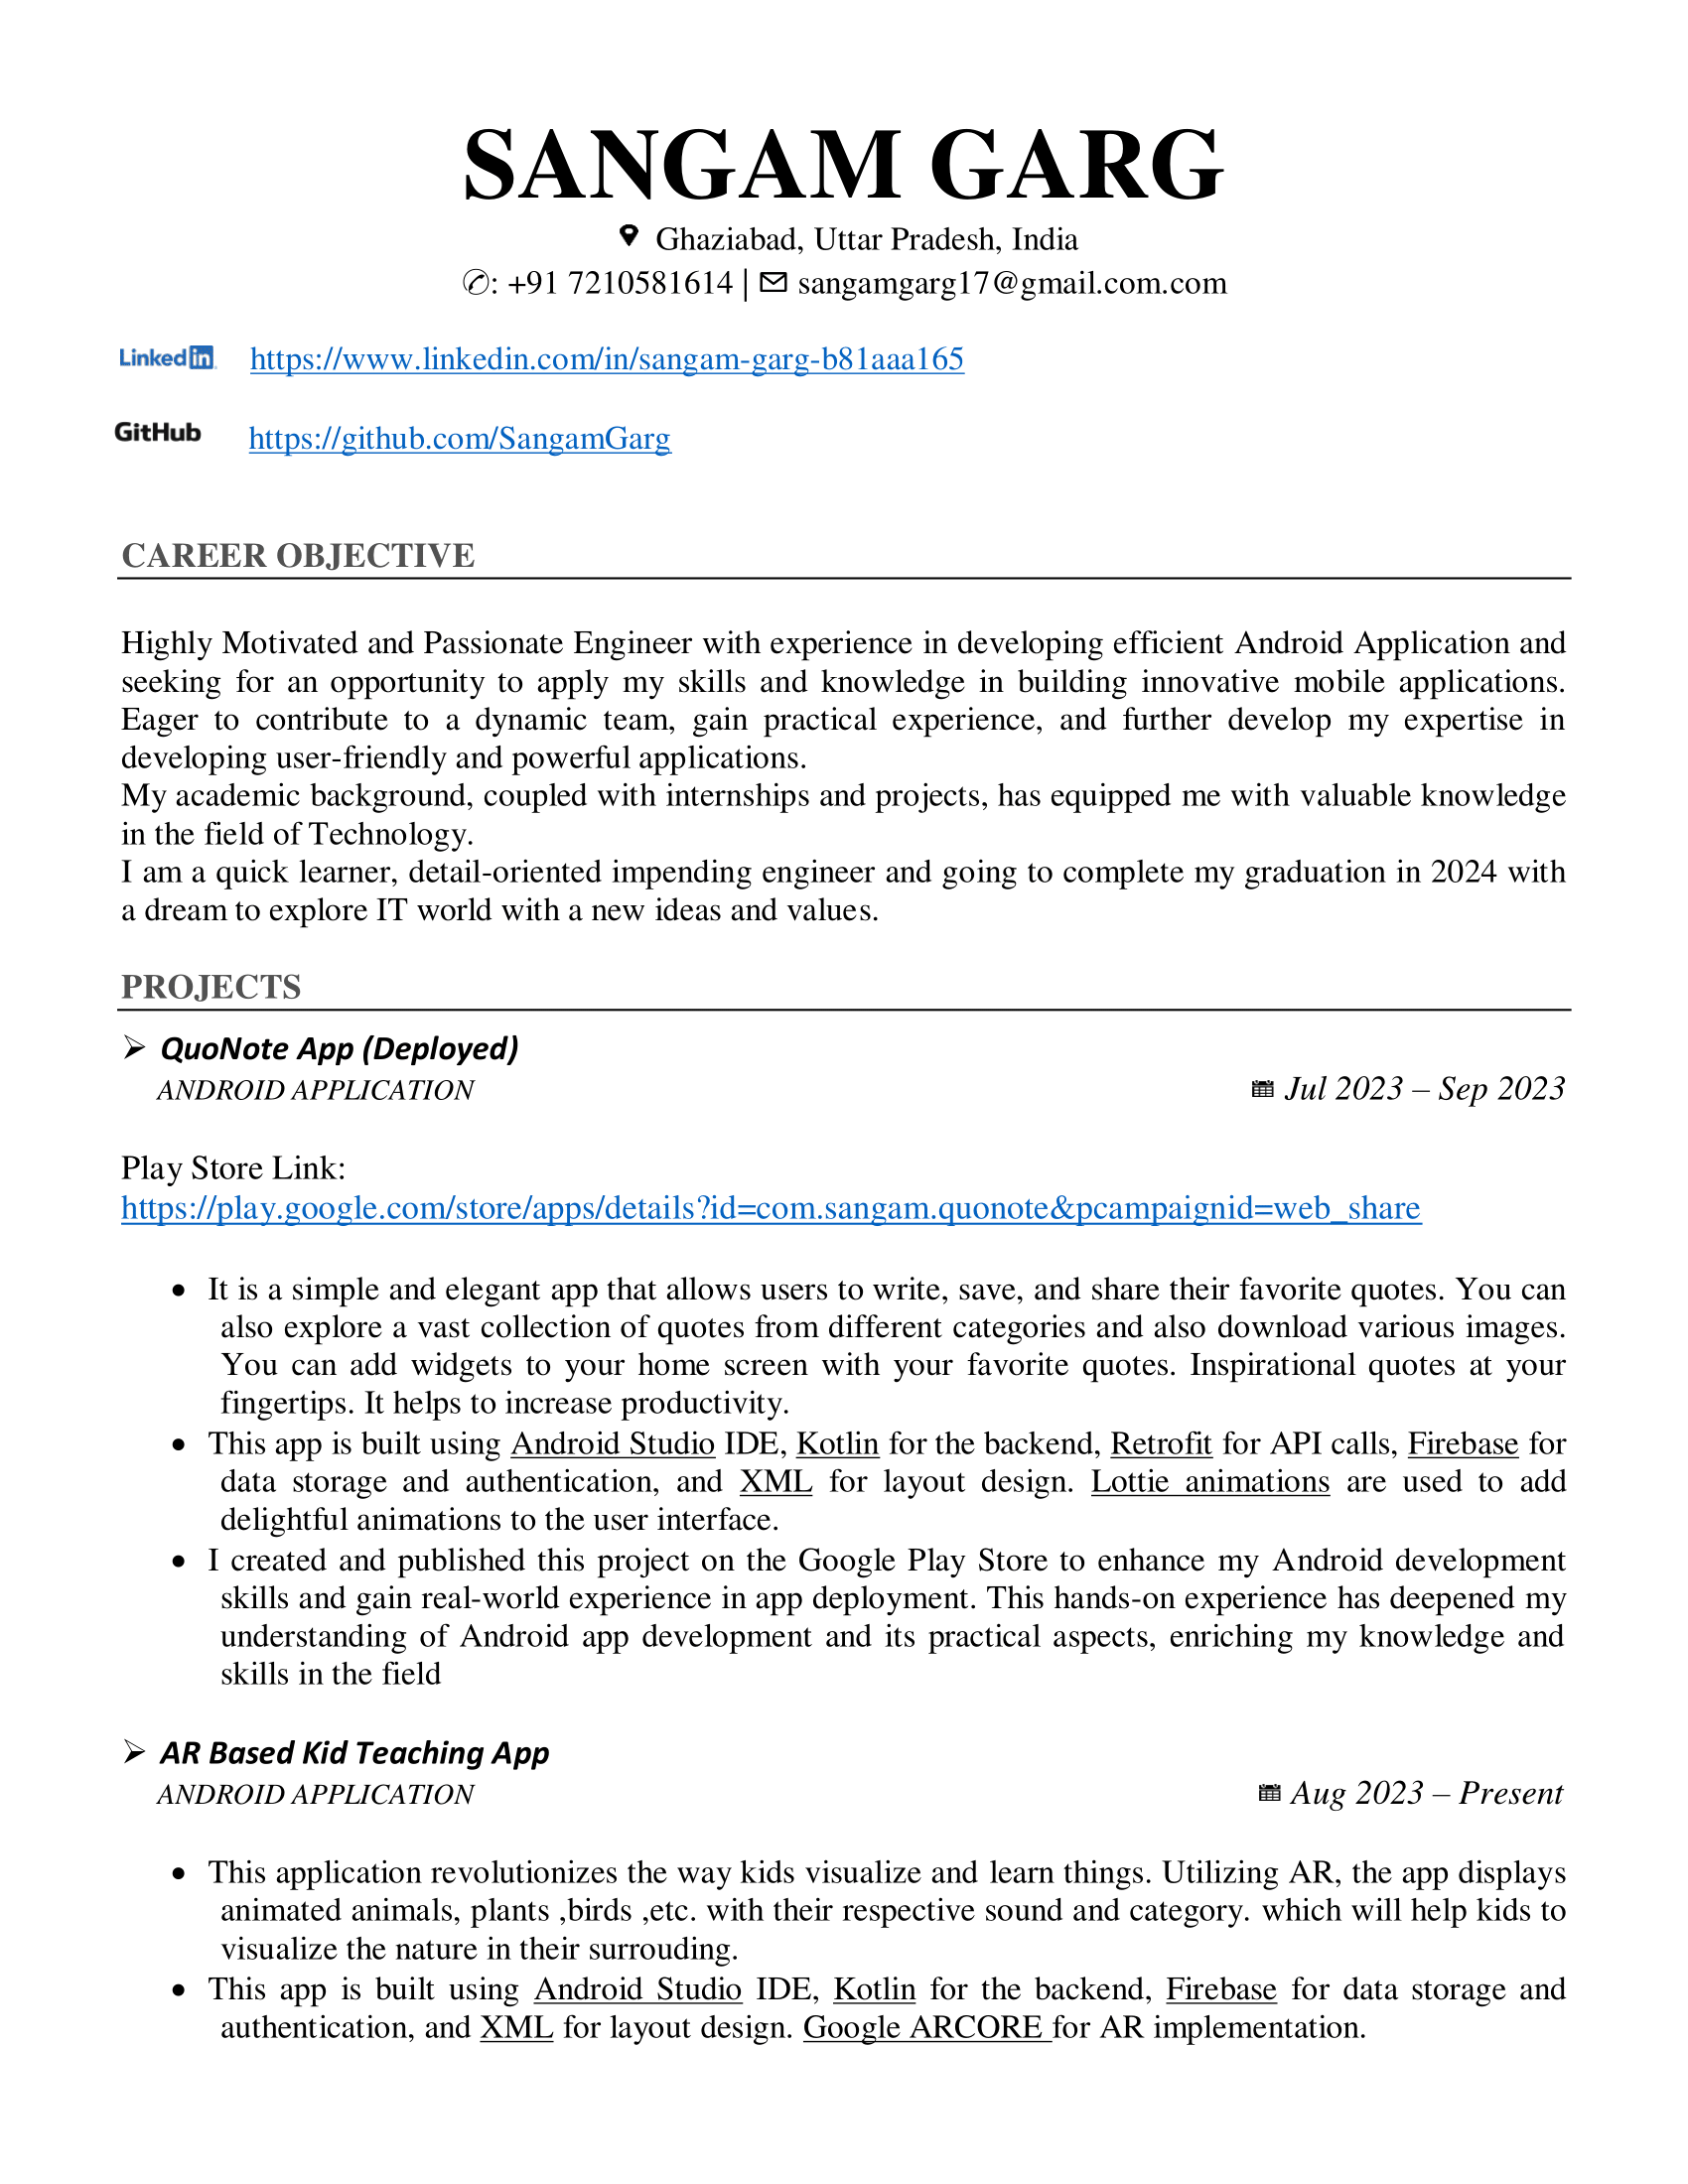 SANGAM GARG
Ghaziabad, Uttar Pradesh, India
✆: +91 7210581614 | ✉ sangamgarg17@gmail.com.com
LinkedIn https://www.linkedin.com/in/sangam-garg-b81aaa165
GitHub https://github.com/SangamGarg
CAREER OBJECTIVE
Highly Motivated and Passionate Engineer with experience in developing efficient Android Application and
seeking for an opportunity to apply my skills and knowledge in building innovative mobile applications.
Eager to contribute to a dynamic team, gain practical experience, and further develop my expertise in
developing user-friendly and powerful applications.
My academic background, coupled with internships and projects, has equipped me with valuable knowledge
in the field of Technology.
I am a quick learner, detail-oriented impending engineer and going to complete my graduation in 2024 with
a dream to explore IT world with a new ideas and values.
PROJECTS
➢ QuoNote App (Deployed)
ANDROID APPLICATION Jul 2023 – Sep 2023
Play Store Link:
https://play.google.com/store/apps/details?id=com.sangam.quonote&pcampaignid=web_share
• It is a simple and elegant app that allows users to write, save, and share their favorite quotes. You can
also explore a vast collection of quotes from different categories and also download various images.
You can add widgets to your home screen with your favorite quotes. Inspirational quotes at your
fingertips. It helps to increase productivity.
• This app is built using Android Studio IDE, Kotlin for the backend, Retrofit for API calls, Firebase for
data storage and authentication, and XML for layout design. Lottie animations are used to add
delightful animations to the user interface.
• I created and published this project on the Google Play Store to enhance my Android development
skills and gain real-world experience in app deployment. This hands-on experience has deepened my
understanding of Android app development and its practical aspects, enriching my knowledge and
skills in the field
➢ AR Based Kid Teaching App
ANDROID APPLICATION Aug 2023 – Present
• This application revolutionizes the way kids visualize and learn things. Utilizing AR, the app displays
animated animals, plants ,birds ,etc. with their respective sound and category. which will help kids to
visualize the nature in their surrouding.
• This app is built using Android Studio IDE, Kotlin for the backend, Firebase for data storage and
authentication, and XML for layout design. Google ARCORE for AR implementation.